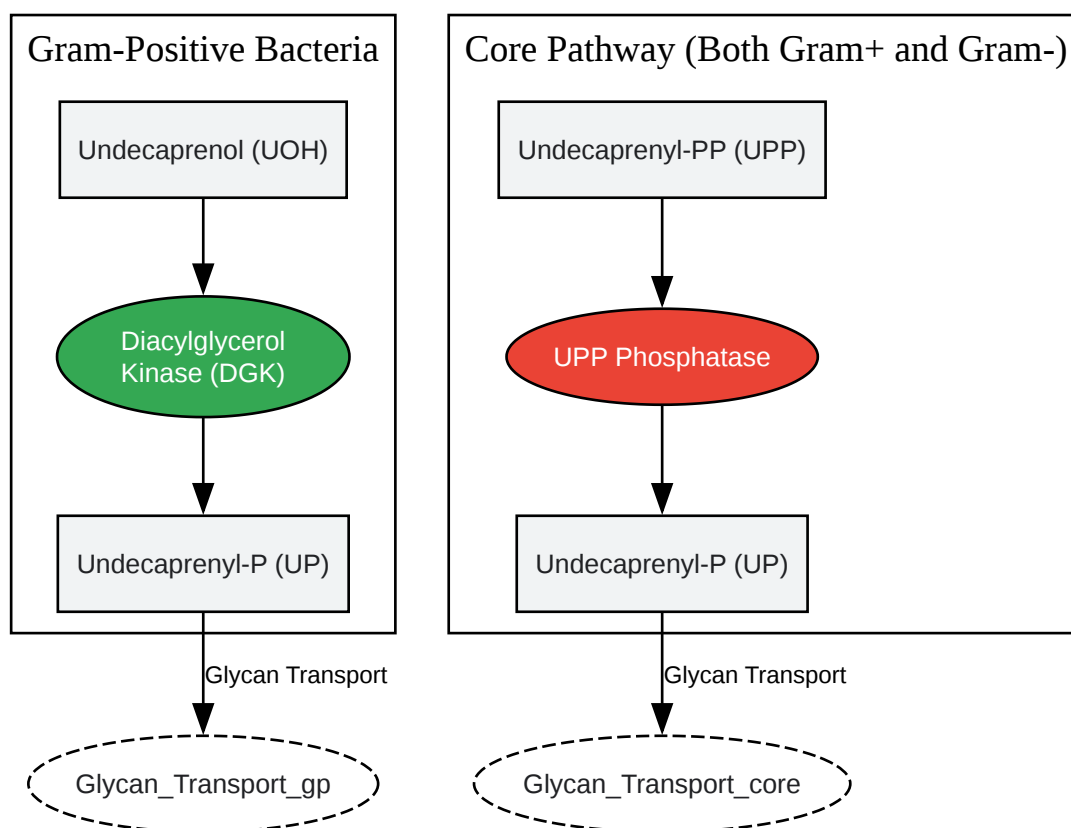 Gram-Positive Bacteria
Undecaprenol (UOH)
Diacylglycerol
Kinase (DGK)
Undecaprenyl-P (UP)
Glycan Transport
Glycan_Transport_gp
Core Pathway (Both Gram+ and Gram-)
Undecaprenyl-PP (UPP)
UPP Phosphatase
Undecaprenyl-P (UP)
Glycan Transport
Glycan_Transport_core